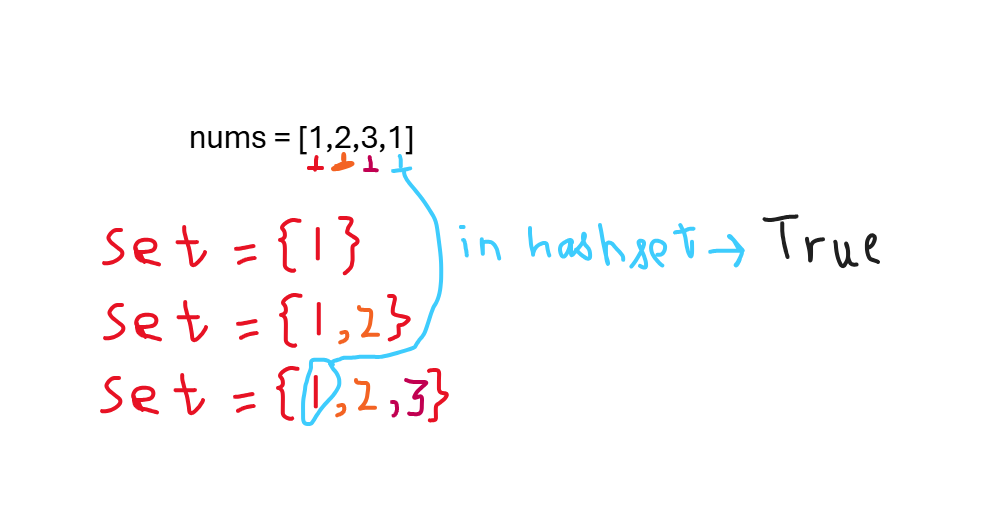 nums = [1,2,3,1]
Set = {1} in hashset → True
Set = {1,2}
Set = {1,2,3}